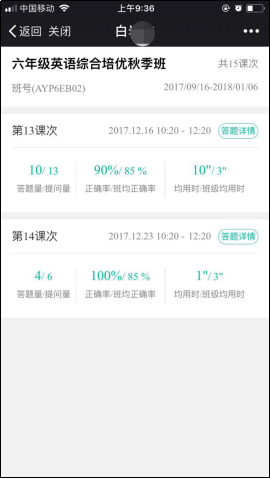 中国移动 上午9:36
返回 关闭 白
六年级英语综合培优秋季班 共15课次
班号(AYP6EB02) 2017/09/16-2018/01/06
第13课次 2017.12.16 10:20 - 12:20 答题详情
10/ 13 90%/ 85 % 10"/ 3"
答题量/提问量 正确率/班均正确率 均用时/班级均用时
第14课次 2017.12.23 10:20 - 12:20 答题详情
4/ 6 100%/ 85 % 1"/ 3"
答题量/提问量 正确率/班均正确率 均用时/班级均用时